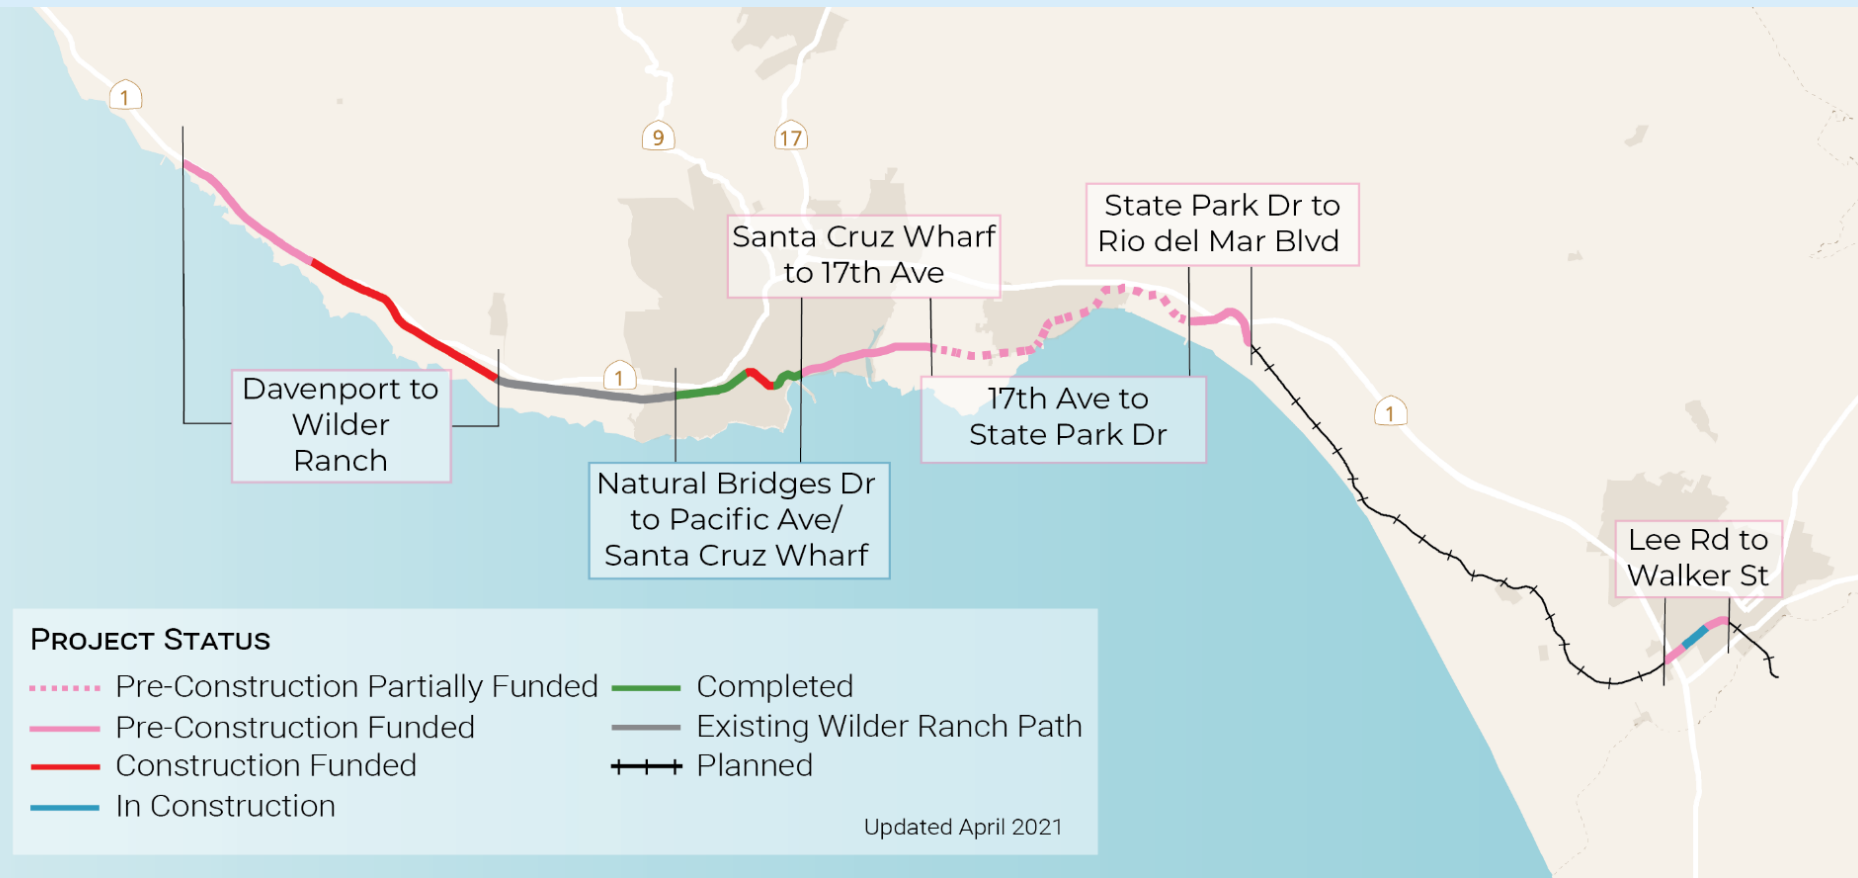 1
9
17
State Park Dr to
Rio del Mar Blvd
Santa Cruz Wharf
to 17th Ave
1
Davenport to
Wilder
Ranch
17th Ave to
State Park Dr
1
Natural Bridges Dr
to Pacific Ave/
Santa Cruz Wharf
Lee Rd to
Walker St
PROJECT STATUS
Pre-Construction Partially Funded
Pre-Construction Funded
Construction Funded
In Construction
Completed
Existing Wilder Ranch Path
Planned
Updated April 2021